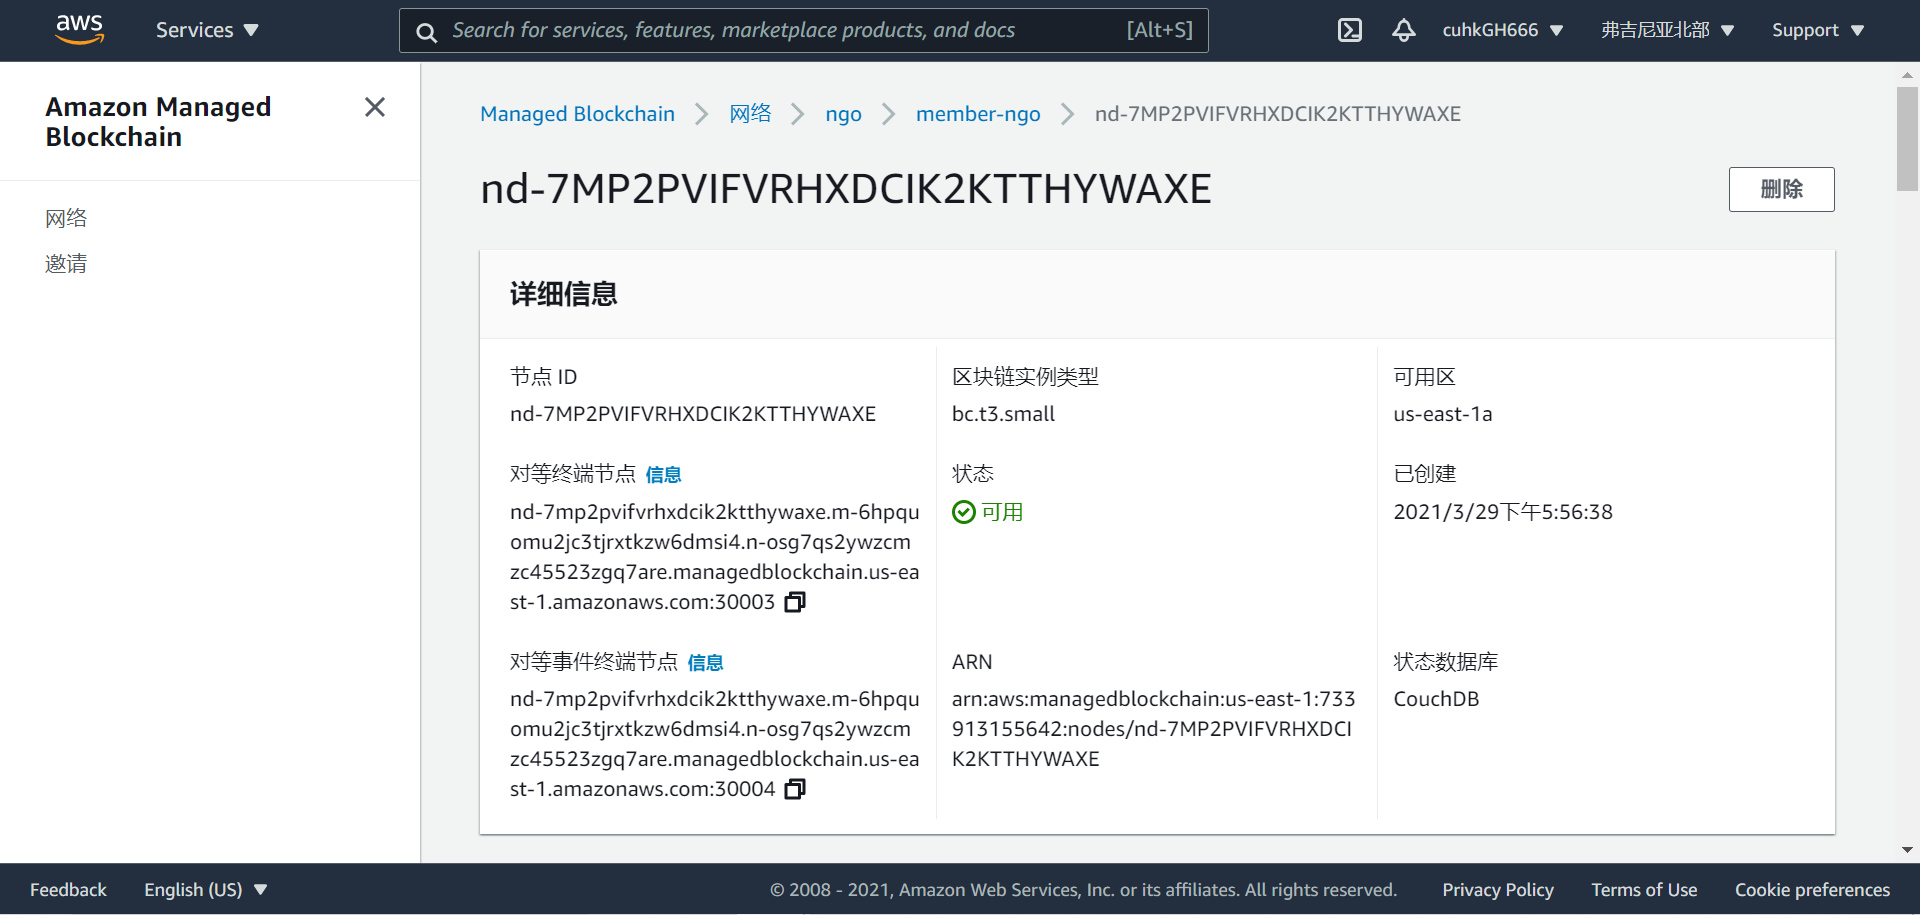 aws
Services
Search for services, features, marketplace products, and docs [Alt+S]
cuhkGH666
弗吉尼亚北部
Support
Amazon Managed
Blockchain
网络
邀请
Managed Blockchain
网络
ngo
member-ngo
nd-7MP2PVIFVRHXDCIK2KTTHYWAXE
nd-7MP2PVIFVRHXDCIK2KTTHYWAXE
删除
详细信息
节点 ID
nd-7MP2PVIFVRHXDCIK2KTTHYWAXE
区块链实例类型
bc.t3.small
可用区
us-east-1a
对等终端节点 信息
nd-7mp2pvifvrhxdcik2ktthywaxe.m-6hpqu
omu2jc3tjrxtkzw6dmsi4.n-osg7qs2ywzcm
zc45523zgq7are.managedblockchain.us-ea
st-1.amazonaws.com:30003
状态
可用
已创建
2021/3/29下午5:56:38
对等事件终端节点 信息
nd-7mp2pvifvrhxdcik2ktthywaxe.m-6hpqu
omu2jc3tjrxtkzw6dmsi4.n-osg7qs2ywzcm
zc45523zgq7are.managedblockchain.us-ea
st-1.amazonaws.com:30004
ARN
arn:aws:managedblockchain:us-east-1:733
913155642:nodes/nd-7MP2PVIFVRHXDCI
K2KTTHYWAXE
状态数据库
CouchDB
Feedback
English (US)
© 2008 - 2021, Amazon Web Services, Inc. or its affiliates. All rights reserved.
Privacy Policy
Terms of Use
Cookie preferences